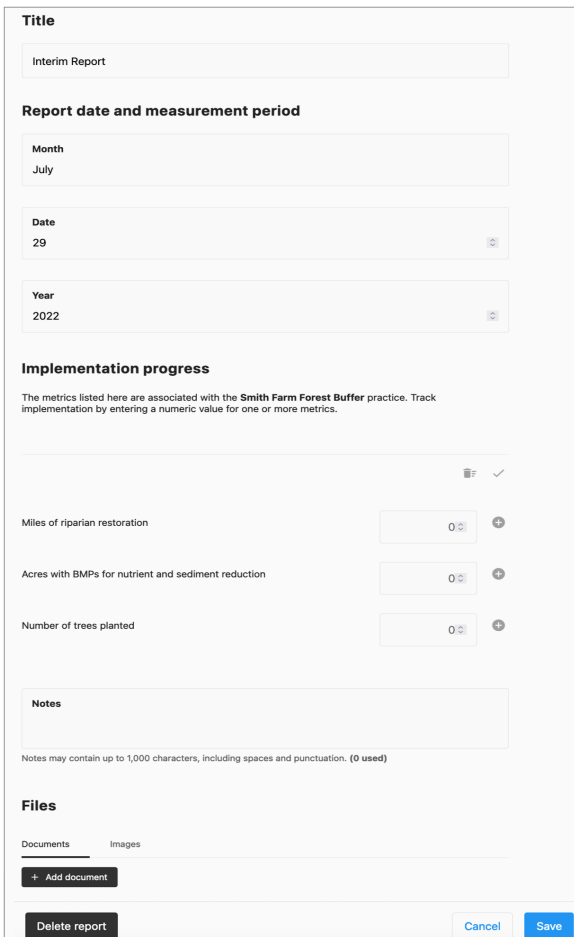 Title
Interim Report
Report date and measurement period
Month
July
Date
29
Year
2022
Implementation progress
The metrics listed here are associated with the Smith Farm Forest Buffer practice. Track
implementation by entering a numeric value for one or more metrics.
Miles of riparian restoration 0
Acres with BMPs for nutrient and sediment reduction 0
Number of trees planted 0
Notes
Notes may contain up to 1,000 characters, including spaces and punctuation. (0 used)
Files
Documents Images
+ Add document
Delete report Cancel Save